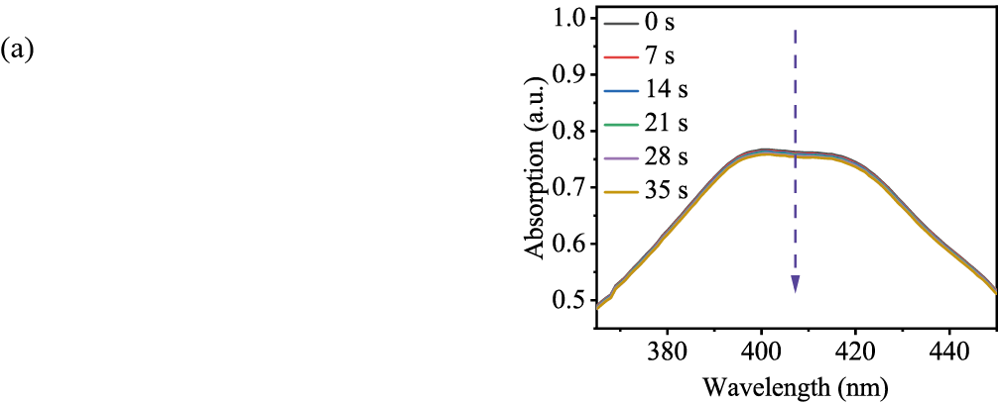 (a)
1.0
0.9
0.8
0.7
0.6
0.5
Absorption (a.u.)
0 s
7 s
14 s
21 s
28 s
35 s
380 400 420 440
Wavelength (nm)